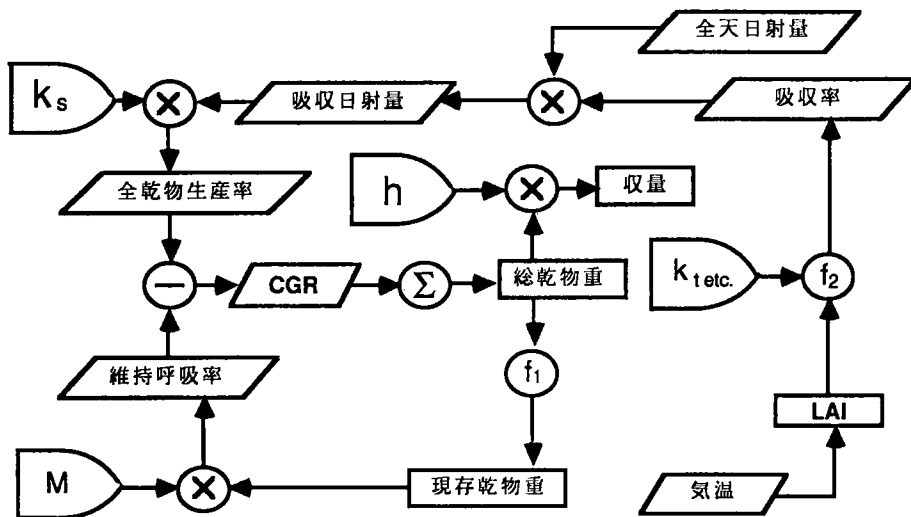 全天日射量
ks
吸収日射量
吸収率
全乾物生産率
h
収量
CGR
Σ
総乾物重
kt etc.
f2
維持呼吸率
f1
LAI
M
現存乾物重
気温